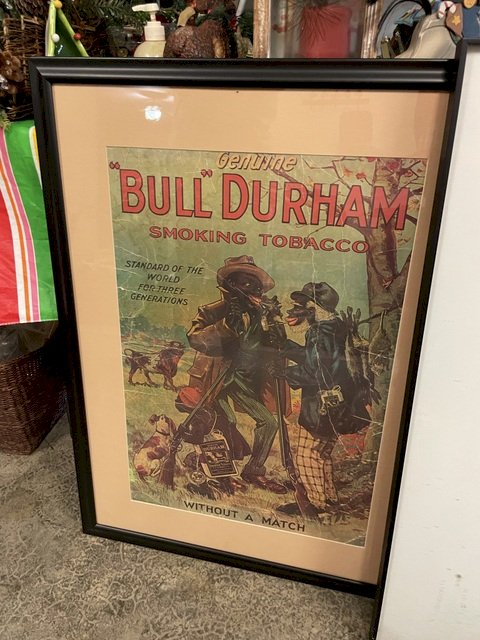 Genuine
"BULL" DURHAM
SMOKING TOBACCO
STANDARD OF THE
WORLD
FOR THREE
GENERATIONS
WITHOUT A MATCH